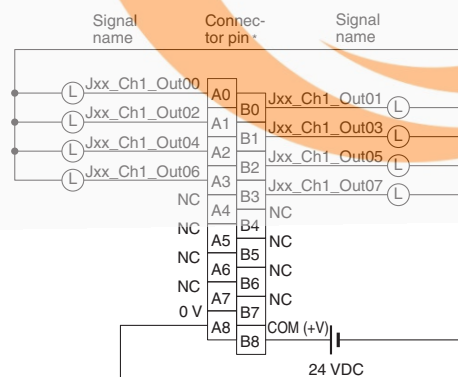 Signal name Connector pin* Signal name
Jxx_Ch1_Out00 A0
B0 Jxx_Ch1_Out01
L L
Jxx_Ch1_Out02 A1
B1 Jxx_Ch1_Out03
L L
Jxx_Ch1_Out04 A2
B2 Jxx_Ch1_Out05
L L
Jxx_Ch1_Out06 A3
B3 Jxx_Ch1_Out07
L L
NC A4
B4 NC
NC A5
B5 NC
NC A6
B6 NC
NC A7
B7 NC
0 V A8
B8 COM (+V)
24 VDC